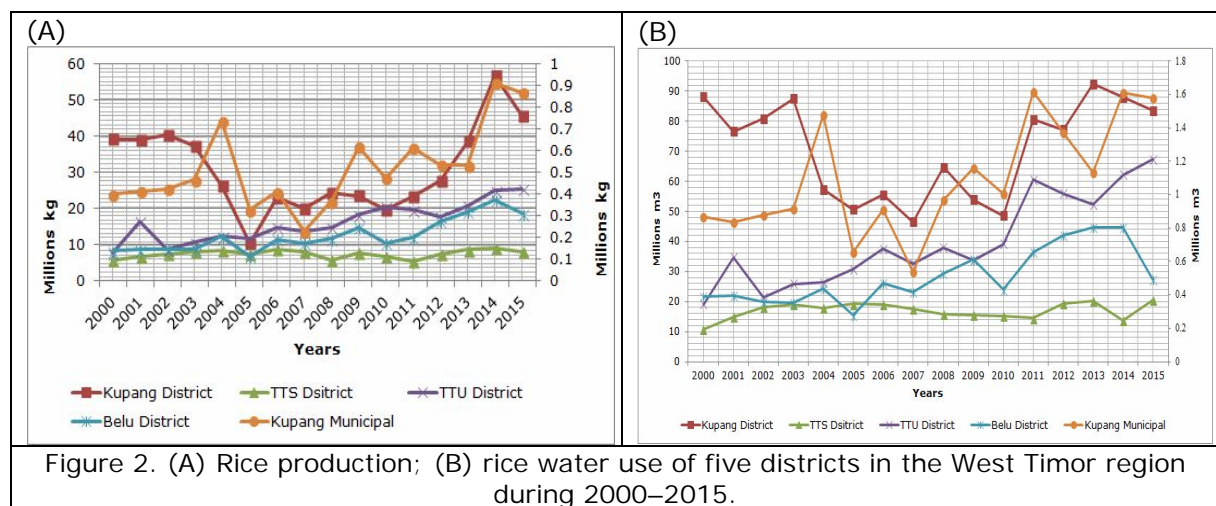 (A)
60
50
40
30
20
10
0
Millions kg
1
0.9
0.8
0.7
0.6
0.5
0.4
0.3
0.2
0.1
0
Millions kg
2000 2001 2002 2003 2004 2005 2006 2007 2008 2009 2010 2011 2012 2013 2014 2015
Years
Kupang District TTS Dsitrict TTU District
Belu District Kupang Municipal
(B)
100
90
80
70
60
50
40
30
20
10
0
Millions m3
1.8
1.6
1.4
1.2
1
0.8
0.6
0.4
0.2
0
Millions m3
2000 2001 2002 2003 2004 2005 2006 2007 2008 2009 2010 2011 2012 2013 2014 2015
Years
Kupang District TTS Dsitrict TTU District Belu District Kupang Municipal
Figure 2. (A) Rice production; (B) rice water use of five districts in the West Timor region
during 2000–2015.